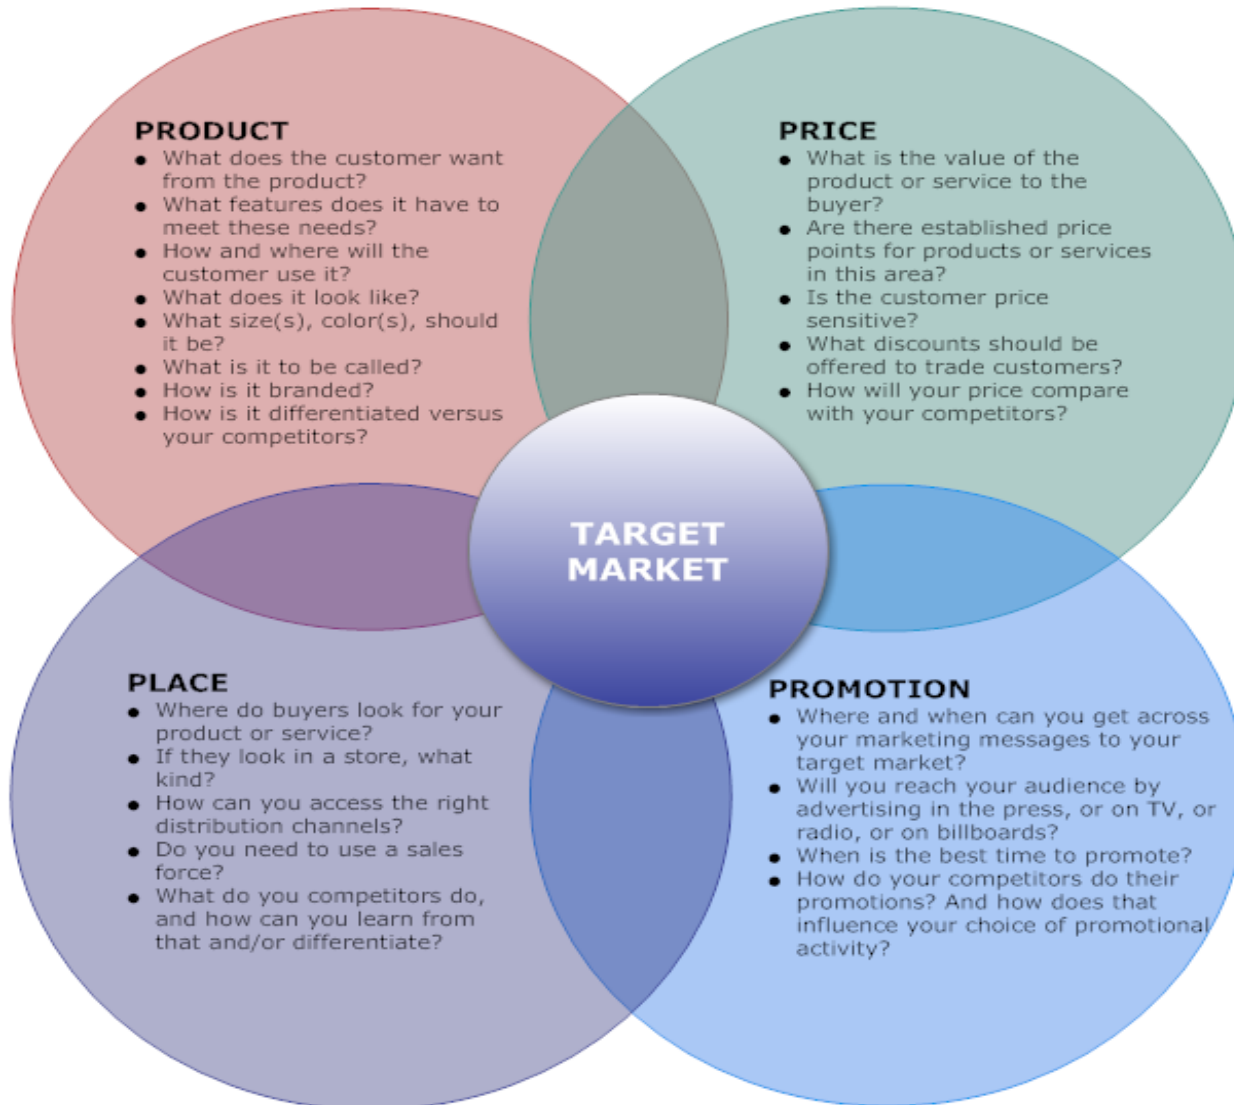 PRODUCT
● What does the customer want
from the product?
● What features does it have to
meet these needs?
● How and where will the
customer use it?
● What does it look like?
● What size(s), color(s), should
it be?
● What is it to be called?
● How is it branded?
● How is it differentiated versus
your competitors?
PRICE
● What is the value of the
product or service to the
buyer?
● Are there established price
points for products or services
in this area?
● Is the customer price
sensitive?
● What discounts should be
offered to trade customers?
● How will your price compare
with your competitors?
TARGET
MARKET
PLACE
● Where do buyers look for your
product or service?
● If they look in a store, what
kind?
● How can you access the right
distribution channels?
● Do you need to use a sales
force?
● What do you competitors do,
and how can you learn from
that and/or differentiate?
PROMOTION
● Where and when can you get across
your marketing messages to your
target market?
● Will you reach your audience by
advertising in the press, or on TV, or
radio, or on billboards?
● When is the best time to promote?
● How do your competitors do their
promotions? And how does that
influence your choice of promotional
activity?